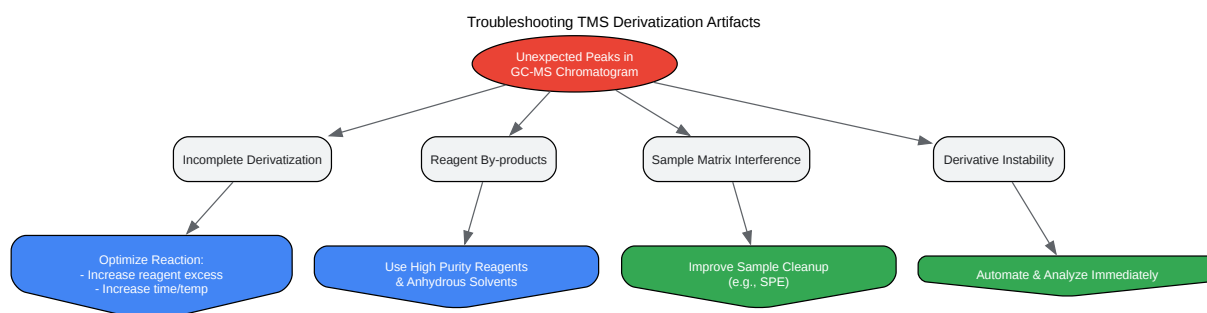 Troubleshooting TMS Derivatization Artifacts
Unexpected Peaks in
GC-MS Chromatogram
Incomplete Derivatization
Reagent By-products
Sample Matrix Interference
Derivative Instability
Optimize Reaction:
- Increase reagent excess
- Increase time/temp
Use High Purity Reagents
& Anhydrous Solvents
Improve Sample Cleanup
(e.g., SPE)
Automate & Analyze Immediately